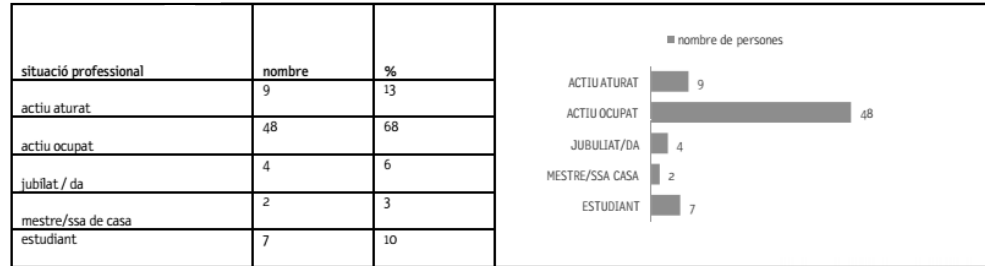 situació professional nombre %
actiu aturat 9 13
actiu ocupat 48 68
jubilat / da 4 6
mestre/ssa de casa 2 3
estudiant 7 10
nombre de persones
ACTIU ATURAT 9
ACTIU OCUPAT 48
JUBULIAT/DA 4
MESTRE/SSA CASA 2
ESTUDIANT 7